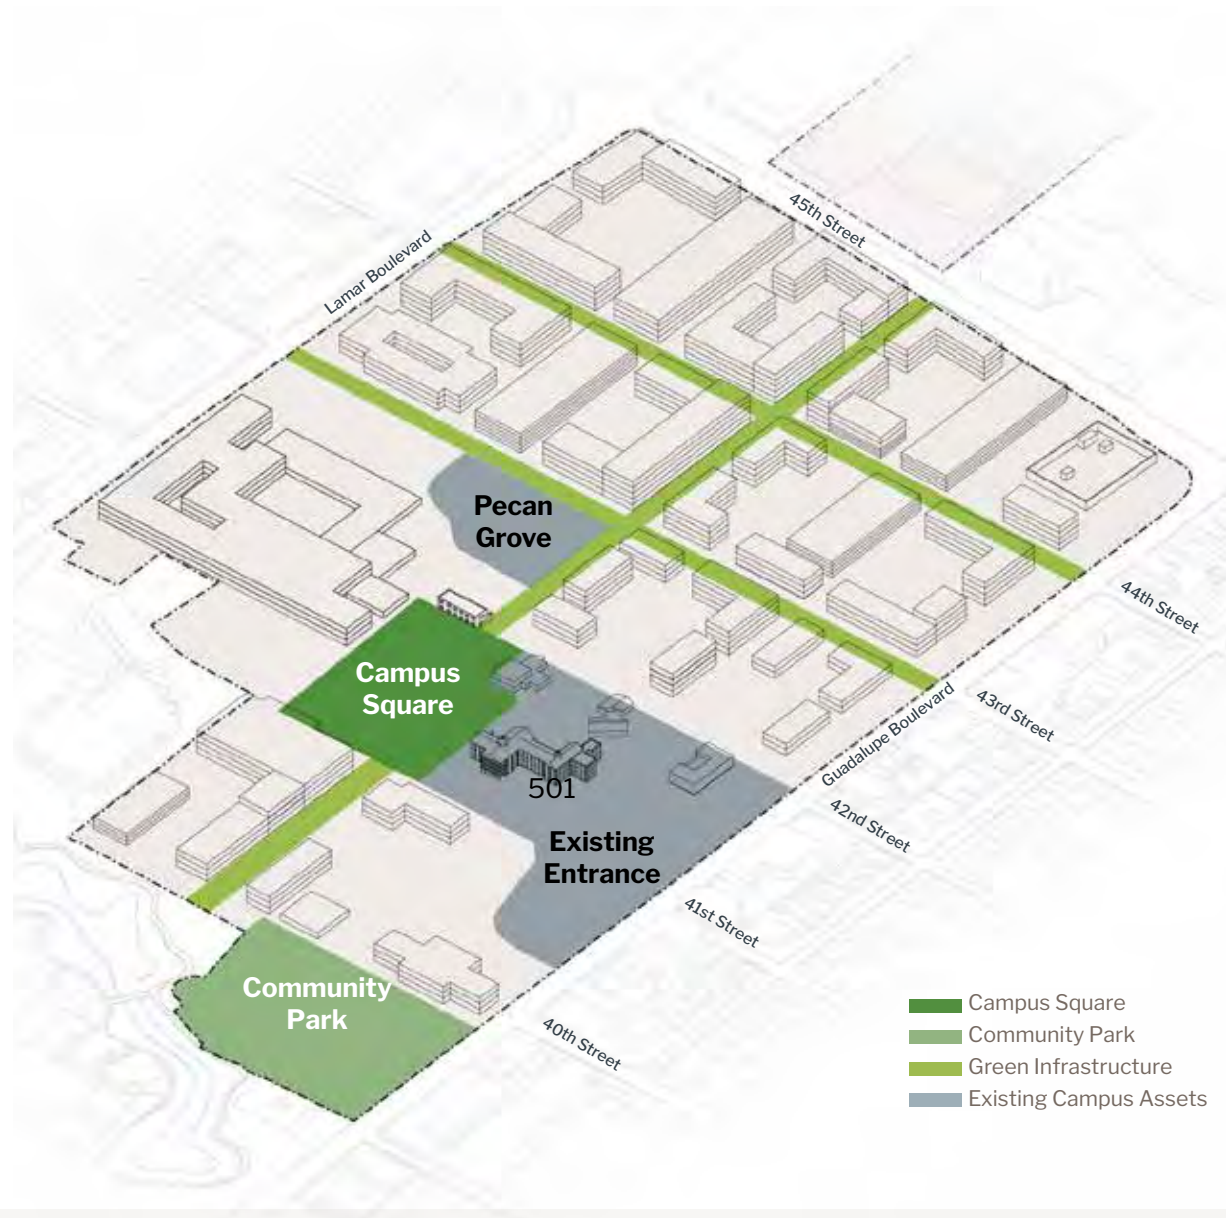 45th Street
Lamar Boulevard
Pecan
Grove
44th Street
Campus
Square
43rd Street
Guadalupe Boulevard
501
42nd Street
Existing
Entrance
41st Street
Community
Park
40th Street
Campus Square
Community Park
Green Infrastructure
Existing Campus Assets